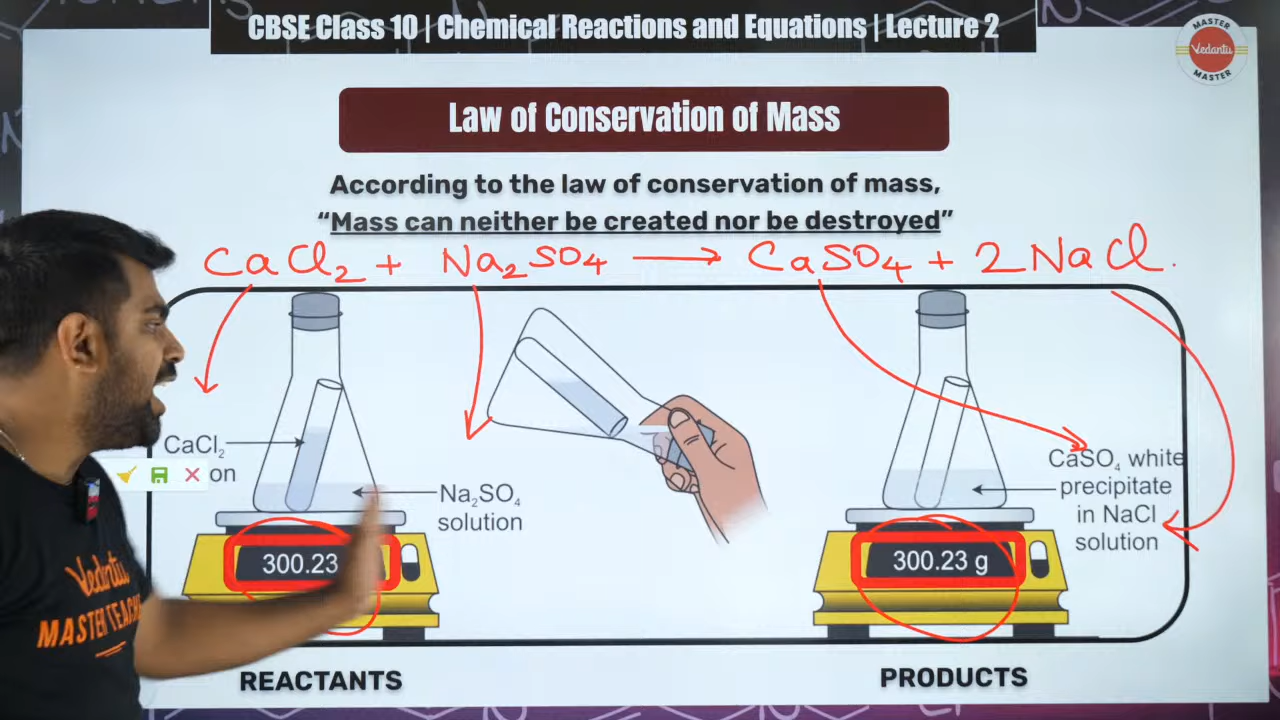 CBSE Class 10 | Chemical Reactions and Equations | Lecture 2
MASTER
Vedantu
MASTER
Law of Conservation of Mass
According to the law of conservation of mass,
“Mass can neither be created nor be destroyed”
CaCl₂ + Na₂SO₄ → CaSO₄ + 2NaCl.
CaCl₂
on
Na₂SO₄
solution
CaSO₄ white
precipitate
in NaCl
solution
300.23
300.23 g
Vedantu
MASTER TEACHE
REACTANTS
PRODUCTS